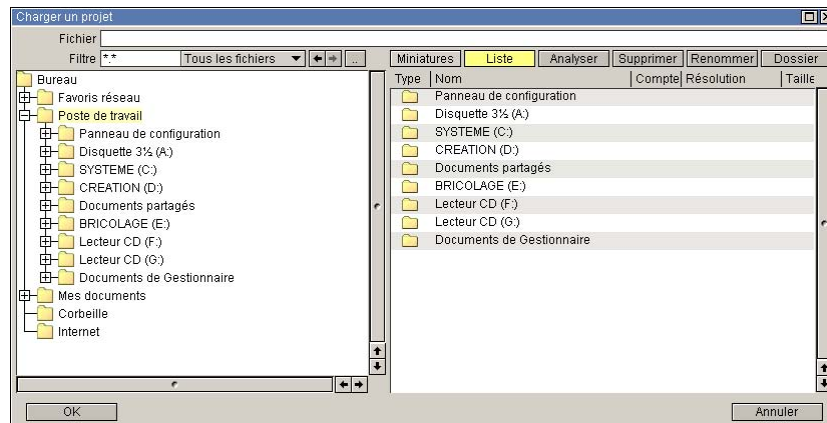 Charger un projet
Fichier
Filtre *.* Tous les fichiers ..
Miniatures Liste Analyser Supprimer Renommer Dossier
Bureau
Favoris réseau
Poste de travail
Panneau de configuration
Disquette 3½ (A:)
SYSTEME (C:)
CREATION (D:)
Documents partagés
BRICOLAGE (E:)
Lecteur CD (F:)
Lecteur CD (G:)
Documents de Gestionnaire
Mes documents
Corbeille
Internet
Type Nom Compte Résolution Taille
Panneau de configuration
Disquette 3½ (A:)
SYSTEME (C:)
CREATION (D:)
Documents partagés
BRICOLAGE (E:)
Lecteur CD (F:)
Lecteur CD (G:)
Documents de Gestionnaire
OK Annuler